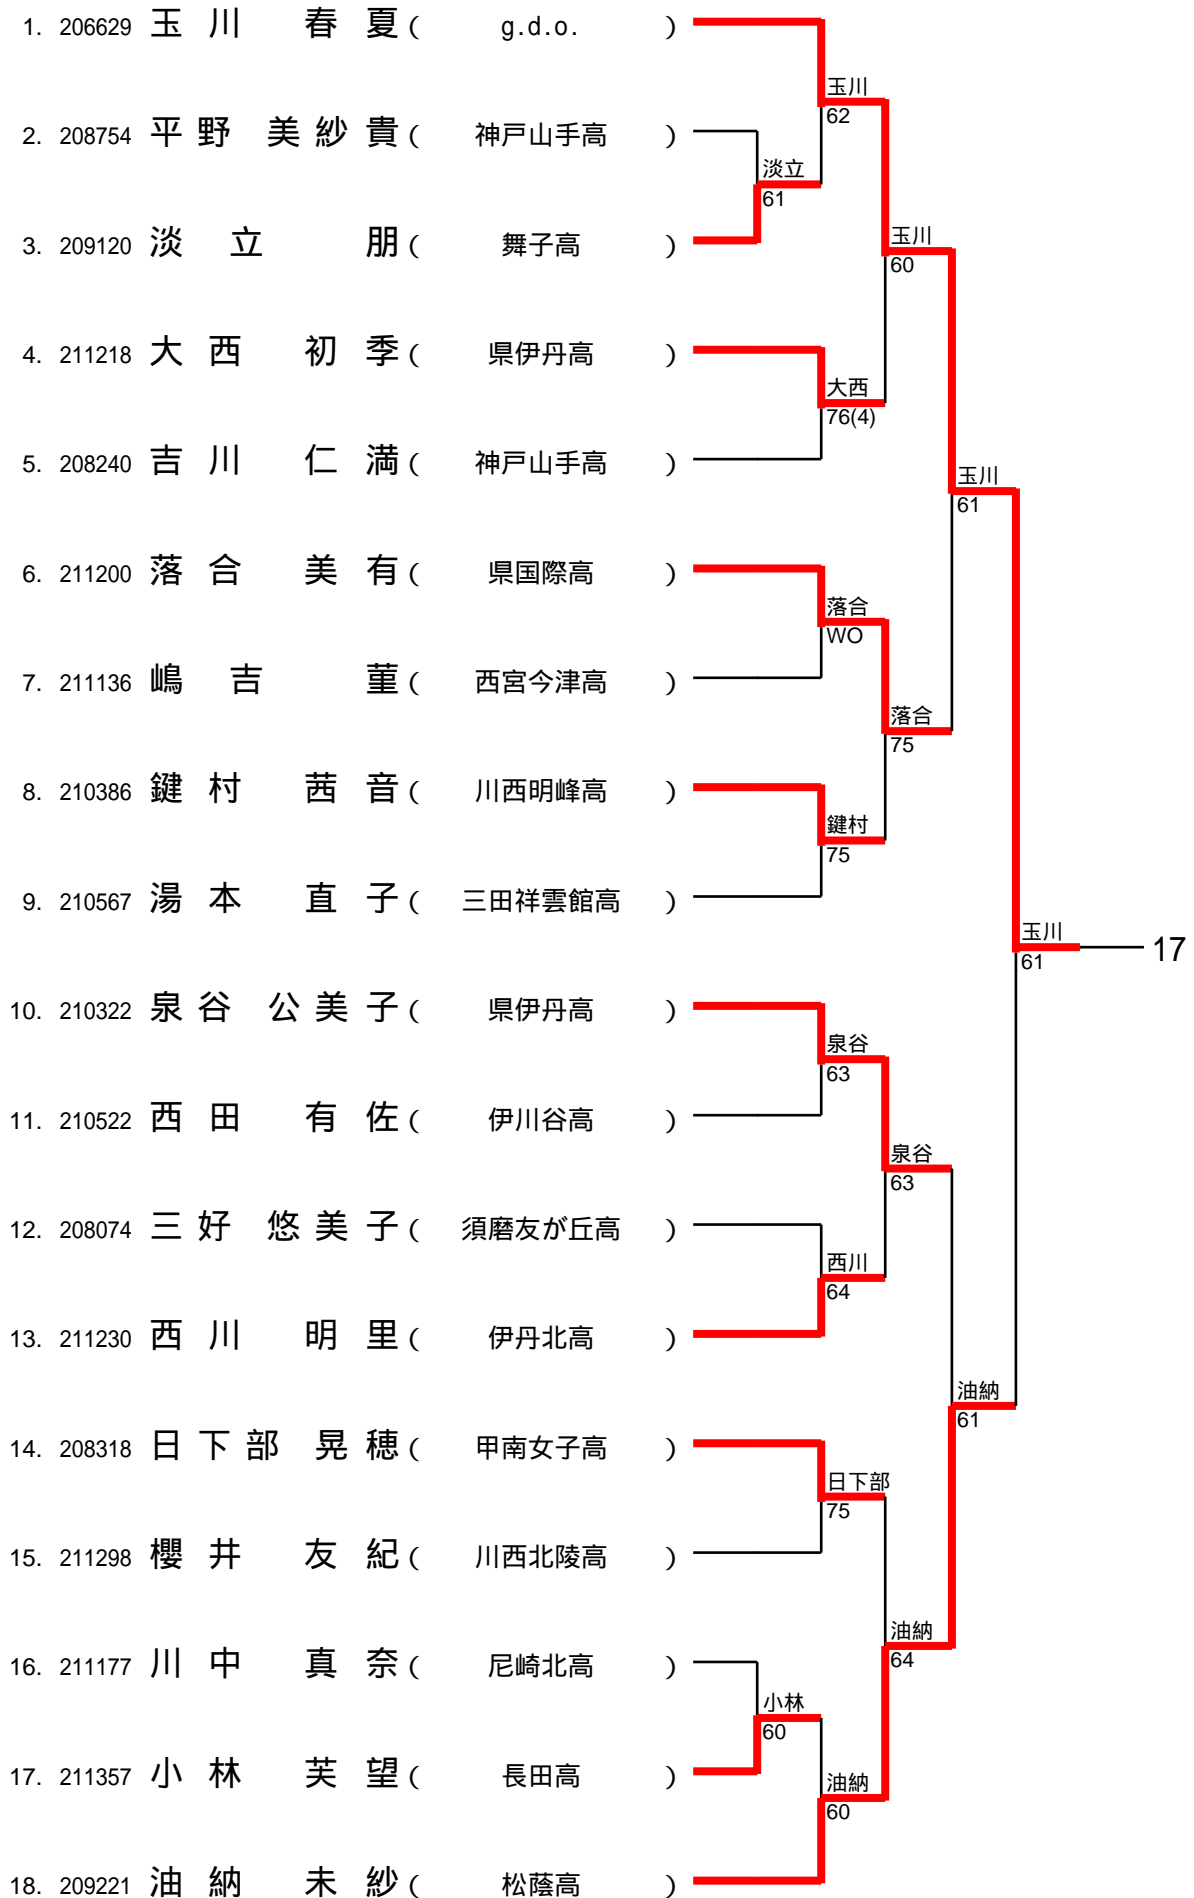 1. 206629 玉川 春夏 ( g.d.o. )
玉川
62
2. 208754 平野 美紗貴 ( 神戸山手高 )
淡立
61
3. 209120 淡立 朋 ( 舞子高 )
玉川
60
4. 211218 大西 初季 ( 県伊丹高 )
大西
76(4)
5. 208240 吉川 仁満 ( 神戸山手高 )
玉川
61
6. 211200 落合 美有 ( 県国際高 )
落合
WO
7. 211136 嶋吉 菫 ( 西宮今津高 )
落合
75
8. 210386 鍵村 茜音 ( 川西明峰高 )
鍵村
75
9. 210567 湯本 直子 ( 三田祥雲館高 )
玉川
61
17
10. 210322 泉谷 公美子 ( 県伊丹高 )
泉谷
63
11. 210522 西田 有佐 ( 伊川谷高 )
泉谷
63
12. 208074 三好 悠美子 ( 須磨友が丘高 )
西川
64
13. 211230 西川 明里 ( 伊丹北高 )
油納
61
14. 208318 日下部 晃穂 ( 甲南女子高 )
日下部
75
15. 211298 櫻井 友紀 ( 川西北陵高 )
油納
64
16. 211177 川中 真奈 ( 尼崎北高 )
小林
60
17. 211357 小林 芙望 ( 長田高 )
油納
60
18. 209221 油納 未紗 ( 松蔭高 )